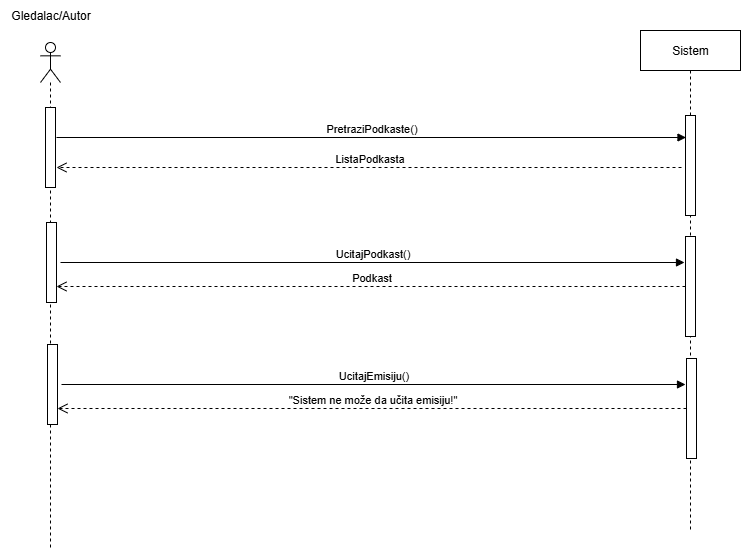 Gledalac/Autor
Sistem
PretraziPodkaste()
ListaPodkasta
UcitajPodkast()
Podkast
UcitajEmisiju()
"Sistem ne može da učita emisiju!"